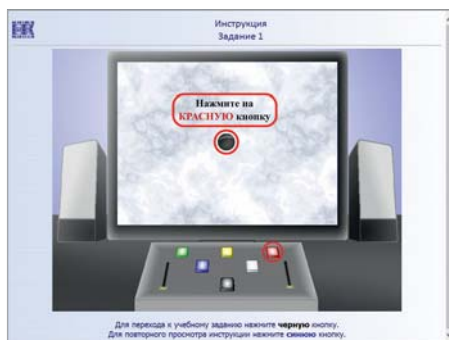 Инструкция
Задание 1
Нажмите на
КРАСНУЮ кнопку
Для перехода к учебному заданию нажмите черную кнопку.
Для повторного просмотра инструкции нажмите синюю кнопку.